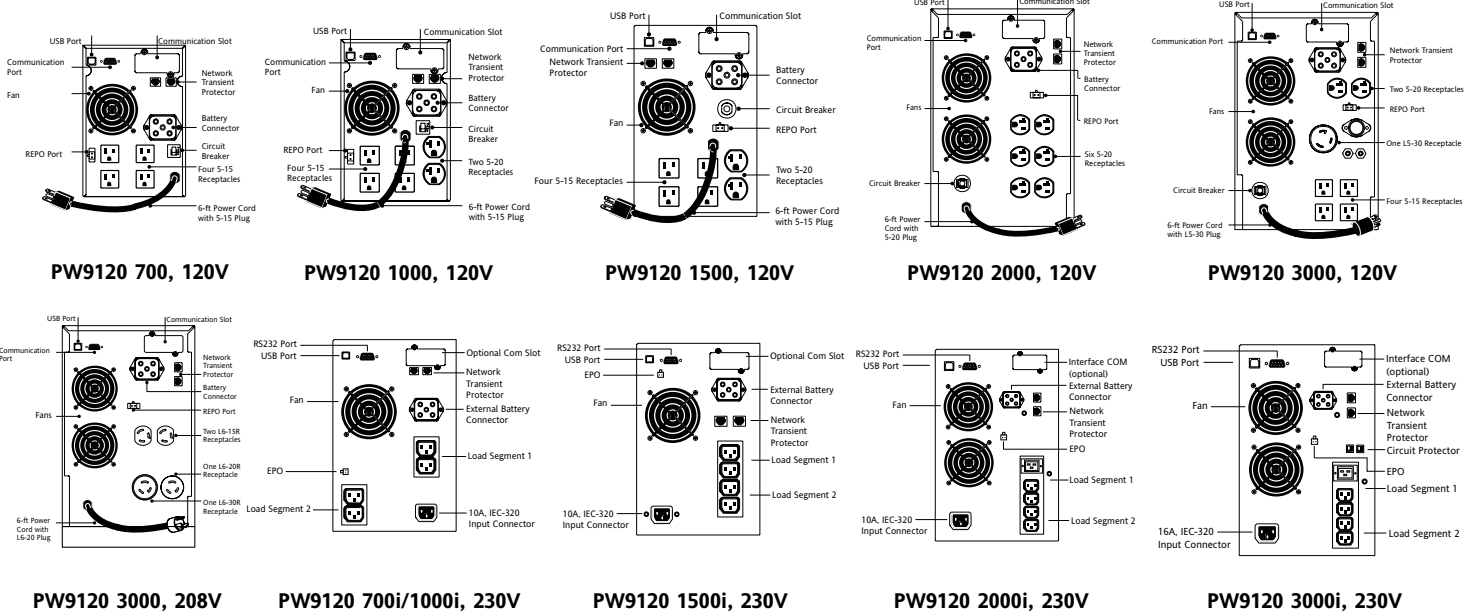 USB Port
Communication Slot
Communication
Port
Fan
Network
Transient
Protector
Battery
Connector
REPO Port
Circuit
Breaker
Four 5-15
Receptacles
6-ft Power Cord
with 5-15 Plug
PW9120 700, 120V
USB Port
Communication Slot
Communication
Port
Fan
Network
Transient
Protector
Battery
Connector
Circuit
Breaker
REPO Port
Four 5-15
Receptacles
Two 5-20
Receptacles
6-ft Power Cord
with 5-15 Plug
PW9120 1000, 120V
USB Port
Communication Slot
Communication Port
Network Transient
Protector
Battery
Connector
Circuit Breaker
Fan
REPO Port
Four 5-15 Receptacles
Two 5-20
Receptacles
6-ft Power Cord
with 5-15 Plug
PW9120 1500, 120V
USB Port
Communication Slot
Communication
Port
Network
Transient
Protector
Battery
Connector
Fans
REPO Port
Six 5-20
Receptacles
Circuit Breaker
6-ft Power
Cord with
5-20 Plug
PW9120 2000, 120V
USB Port
Communication Slot
Communication Port
Network Transient
Protector
Two 5-20 Receptacles
Fans
REPO Port
One L5-30 Receptacle
Circuit Breaker
Four 5-15 Receptacles
6-ft Power Cord
with L5-30 Plug
PW9120 3000, 120V
USB Port
Communication Slot
Communication
Port
Network
Transient
Protector
Battery
Connector
Fans
REPO Port
Two L6-15R
Receptacles
One L6-20R
Receptacle
One L6-30R
Receptacle
6-ft Power
Cord with
L6-20 Plug
PW9120 3000, 208V
RS232 Port
USB Port
Optional Com Slot
Network
Transient
Protector
Fan
External Battery
Connector
Load Segment 1
EPO
Load Segment 2
10A, IEC-320
Input Connector
PW9120 700i/1000i, 230V
RS232 Port
USB Port
Optional Com Slot
EPO
External Battery
Connector
Fan
Network
Transient
Protector
Load Segment 1
Load Segment 2
10A, IEC-320
Input Connector
PW9120 1500i, 230V
RS232 Port
USB Port
Interface COM
(optional)
External Battery
Connector
Fan
Network
Transient
Protector
EPO
Load Segment 1
10A, IEC-320
Input Connector
Load Segment 2
PW9120 2000i, 230V
RS232 Port
USB Port
Interface COM
(optional)
External Battery
Connector
Fan
Network
Transient
Protector
Circuit Protector
EPO
Load Segment 1
16A, IEC-320
Input Connector
Load Segment 2
PW9120 3000i, 230V